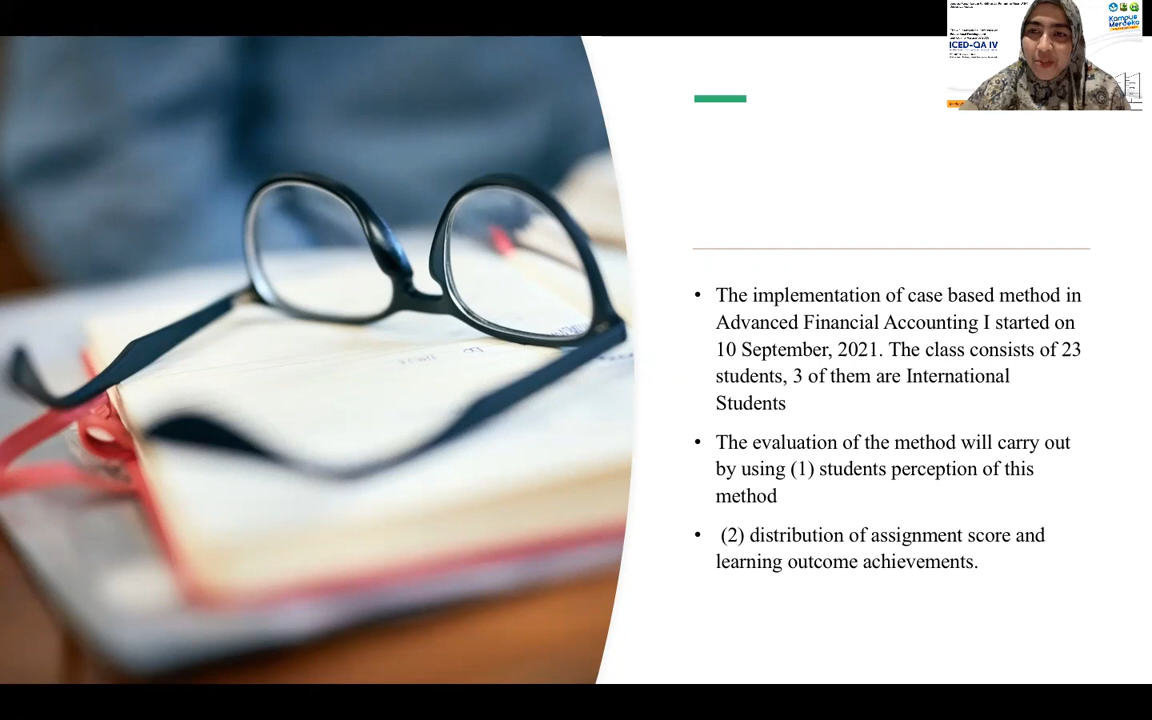 ICED-QA IV
Kampus
Merdeka
The implementation of case based method in
Advanced Financial Accounting I started on
10 September, 2021. The class consists of 23
students, 3 of them are International
Students
The evaluation of the method will carry out
by using (1) students perception of this
method
(2) distribution of assignment score and
learning outcome achievements.